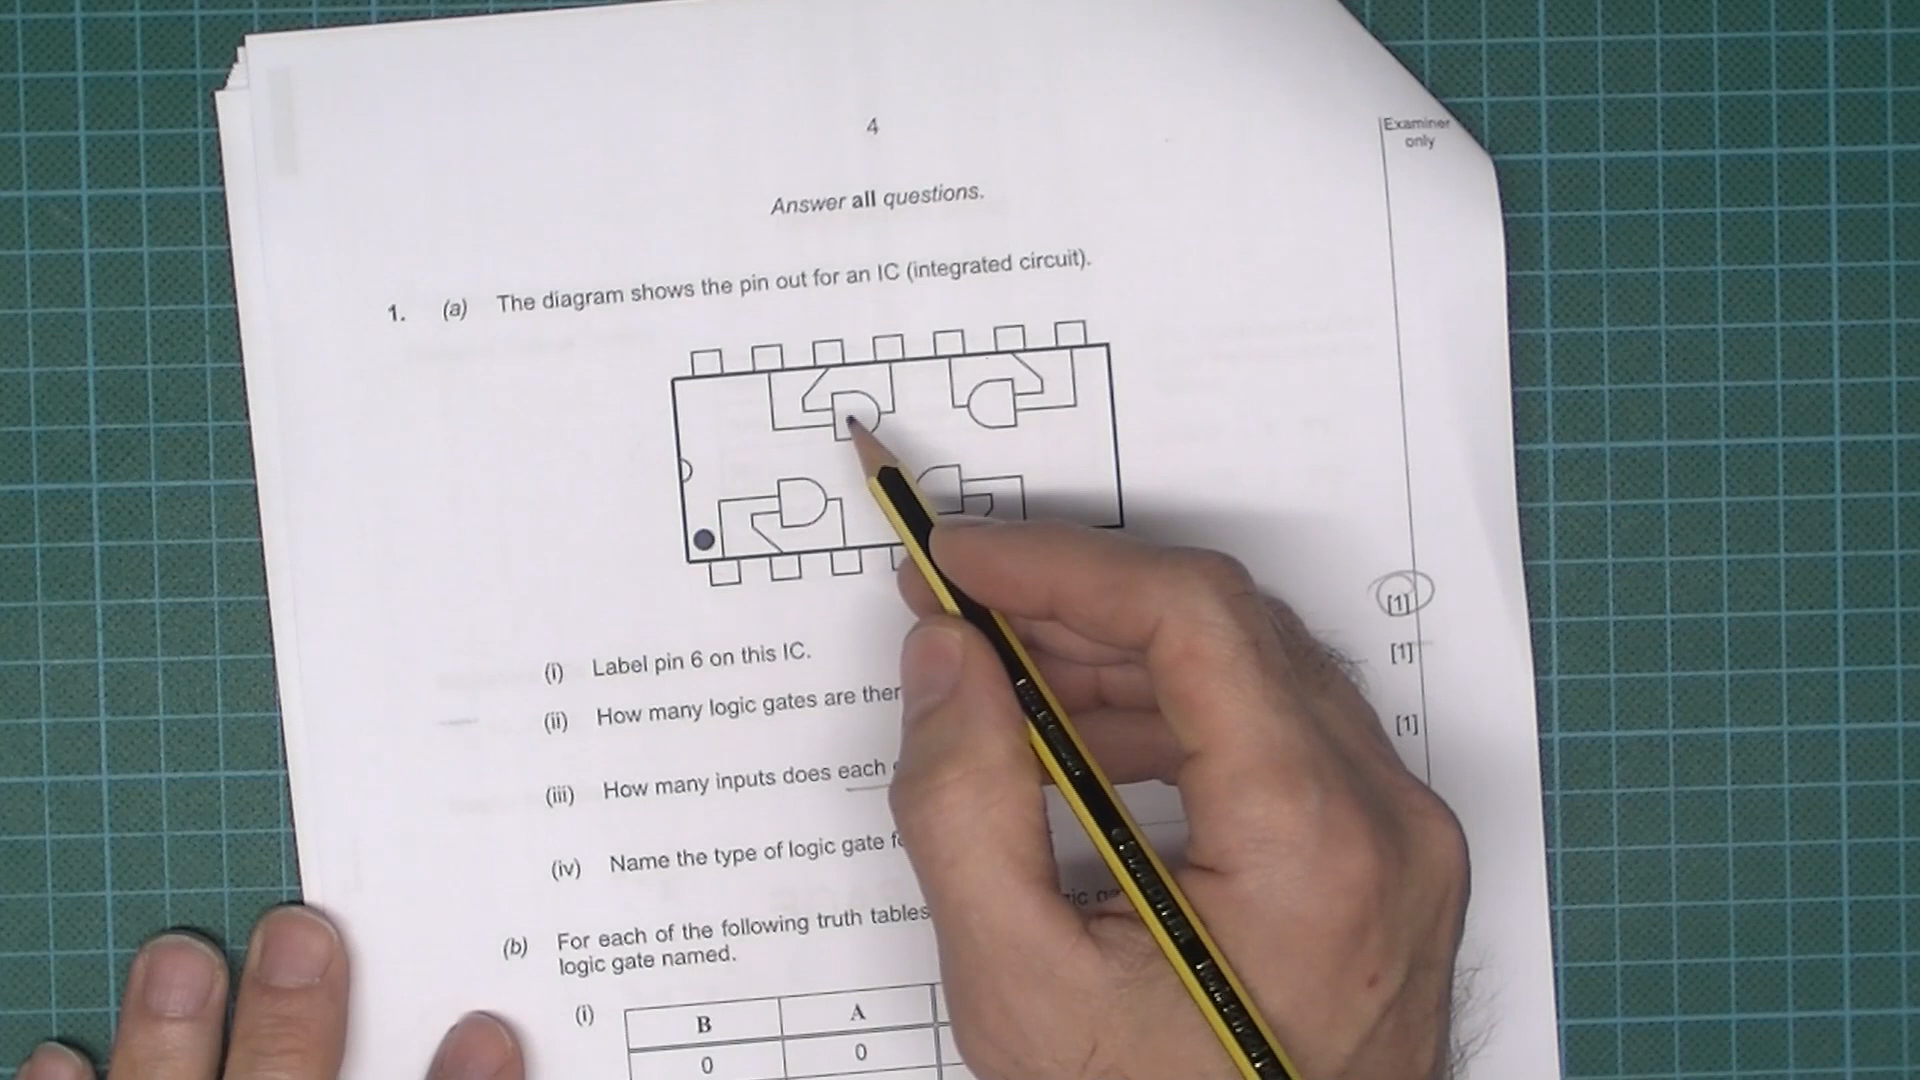 4
Examiner
only
Answer all questions.
1. (a) The diagram shows the pin out for an IC (integrated circuit).
[1]
(i) Label pin 6 on this IC. [1]
(ii) How many logic gates are [1]
(iii) How many inputs does each
(iv) Name the type of logic gate
(b) For each of the following truth tables
logic gate named.
(i) B A
0 0